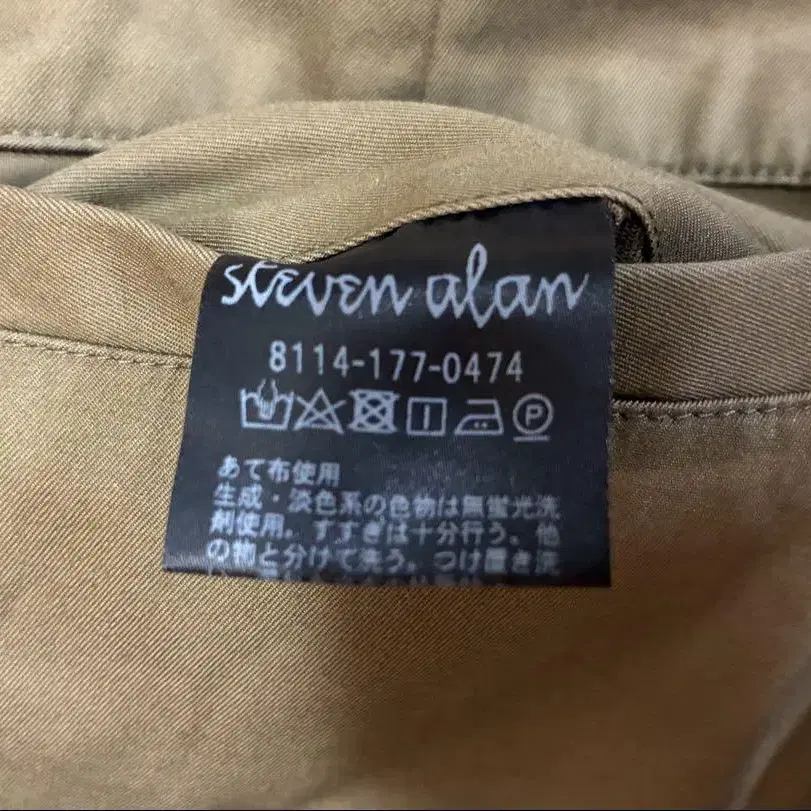 steven alan
8114-177-0474
P
あて布使用
生成・淡色系の色物は無蛍光洗
剤使用。すすぎは十分行う。他
の物と分けて洗う。つけ置き洗